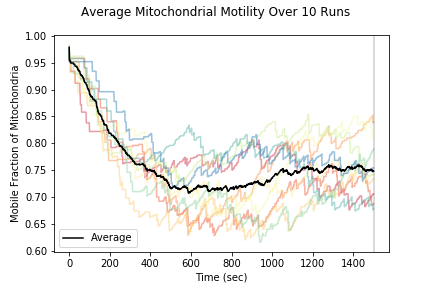 Average Mitochondrial Motility Over 10 Runs
Mobile Fraction of Mitochondria
1.00
0.95
0.90
0.85
0.80
0.75
0.70
0.65
0.60
Average
0 200 400 600 800 1000 1200 1400
Time (sec)